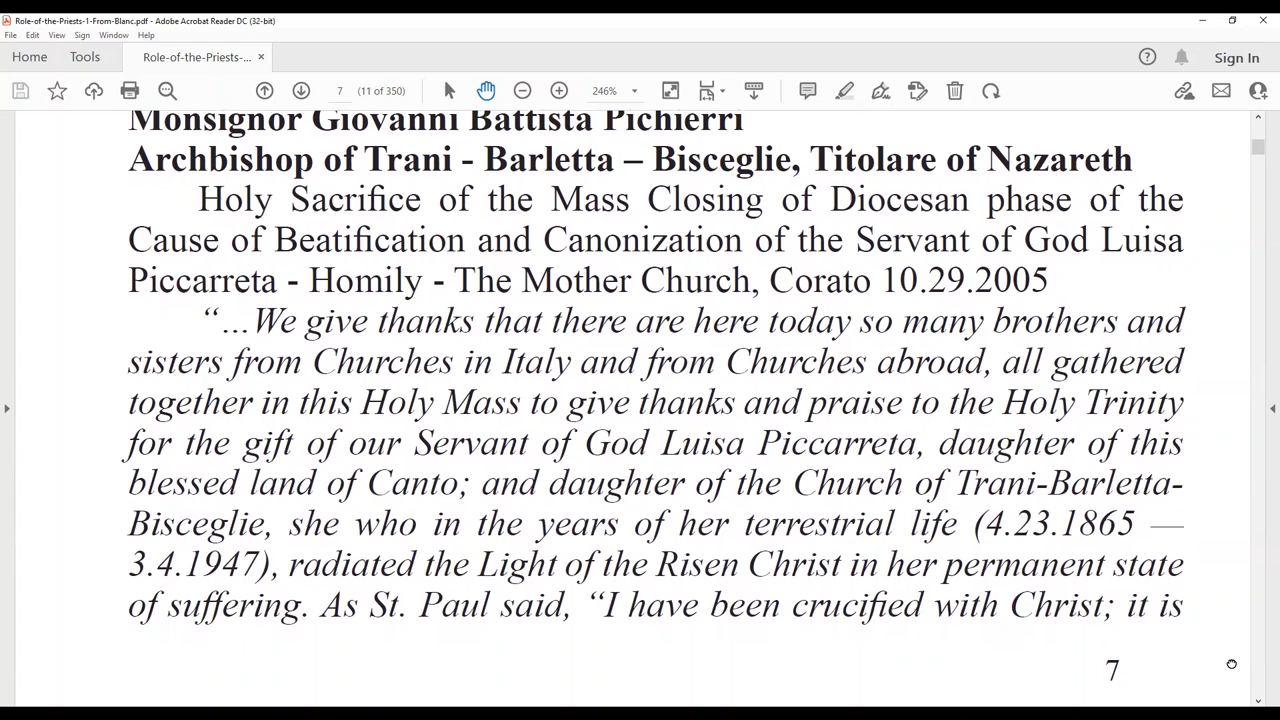 Role-of-the-Priests-1-From-Blanc.pdf - Adobe Acrobat Reader DC (32-bit)
File Edit View Sign Window Help
Home Tools Role-of-the-Priests-... × Sign In
7 (11 of 350) 246%
Monsignor Giovanni Battista Pichierri
Archbishop of Trani - Barletta – Bisceglie, Titolare of Nazareth
Holy Sacrifice of the Mass Closing of Diocesan phase of the
Cause of Beatification and Canonization of the Servant of God Luisa
Piccarreta - Homily - The Mother Church, Corato 10.29.2005
“...We give thanks that there are here today so many brothers and
sisters from Churches in Italy and from Churches abroad, all gathered
together in this Holy Mass to give thanks and praise to the Holy Trinity
for the gift of our Servant of God Luisa Piccarreta, daughter of this
blessed land of Canto; and daughter of the Church of Trani-Barletta-
Bisceglie, she who in the years of her terrestrial life (4.23.1865 —
3.4.1947), radiated the Light of the Risen Christ in her permanent state
of suffering. As St. Paul said, “I have been crucified with Christ; it is
7